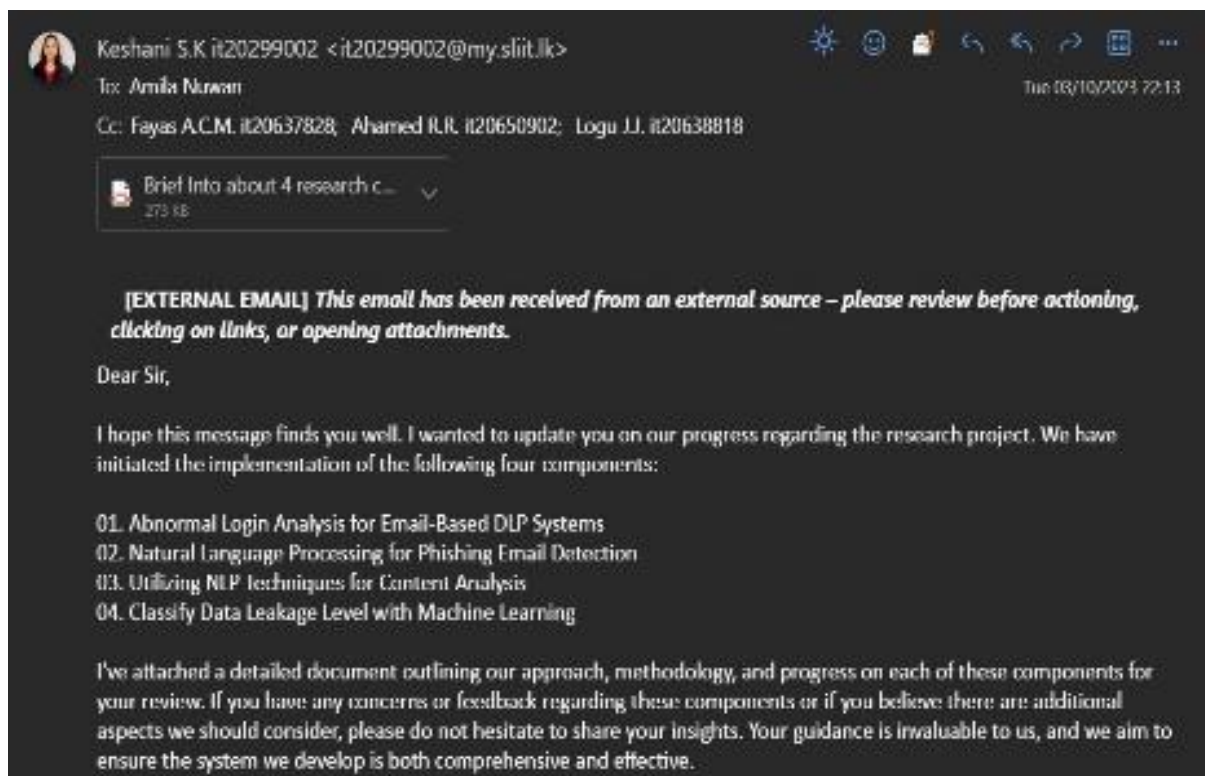 Keshani S.K it20299002 <it20299002@my.sliit.lk>
To: Amila Nuwan
Tue 03/10/2023 22:13
Cc: Fayas A.C.M. it20637828; Ahamed R.R. it20650902; Logu J.J. it20638818
Brief Into about 4 research c...
273 KB
[EXTERNAL EMAIL] This email has been received from an external source – please review before actioning,
clicking on links, or opening attachments.
Dear Sir,
I hope this message finds you well. I wanted to update you on our progress regarding the research project. We have
initiated the implementation of the following four components:
01. Abnormal Login Analysis for Email-Based DLP Systems
02. Natural Language Processing for Phishing Email Detection
03. Utilizing NLP Techniques for Content Analysis
04. Classify Data Leakage Level with Machine Learning
I've attached a detailed document outlining our approach, methodology, and progress on each of these components for
your review. If you have any concerns or feedback regarding these components or if you believe there are additional
aspects we should consider, please do not hesitate to share your insights. Your guidance is invaluable to us, and we aim to
ensure the system we develop is both comprehensive and effective.